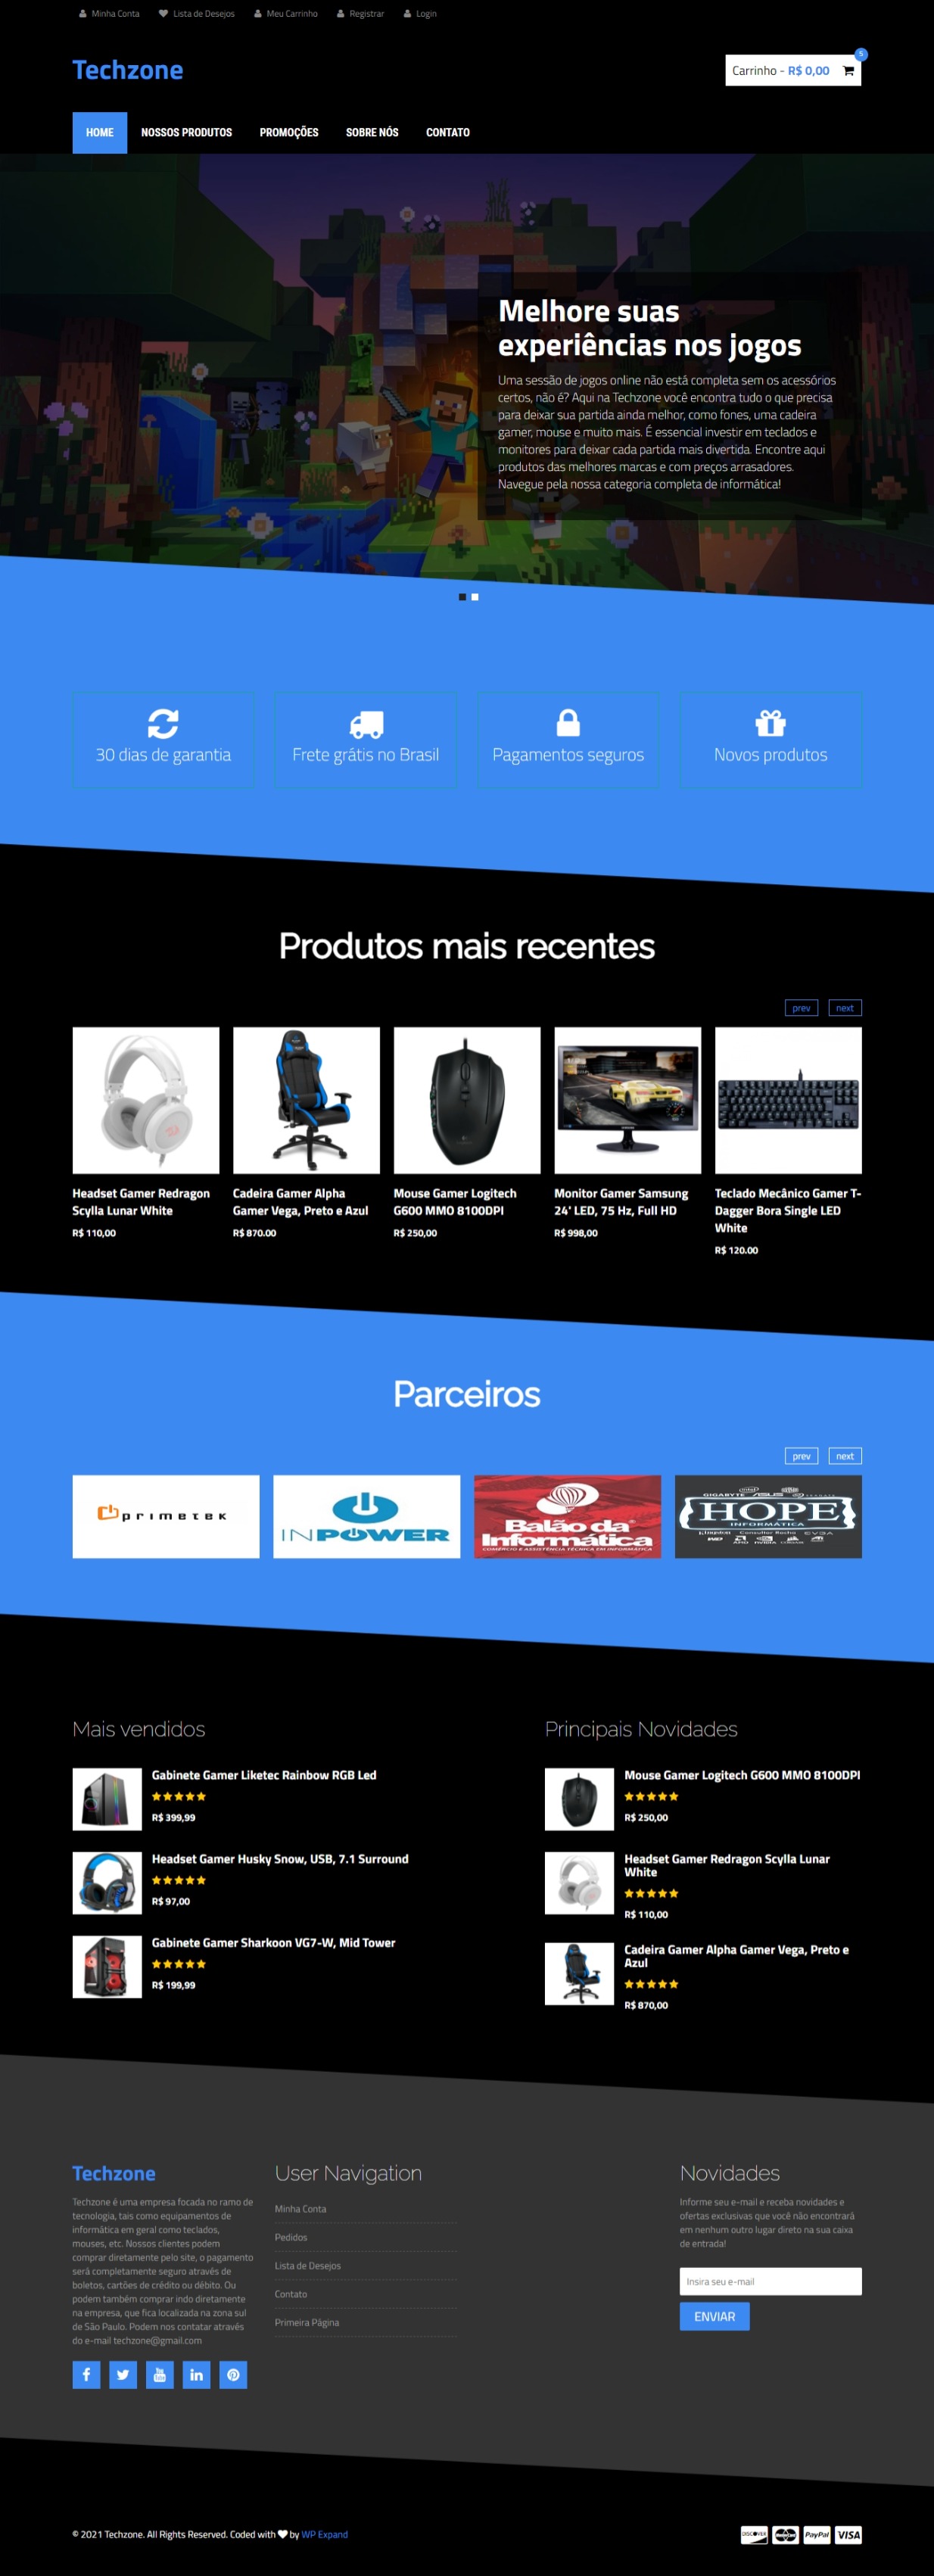 Minha Conta
Lista de Desejos
Meu Carrinho
Registrar
Login
Techzone
Carrinho - R$ 0,00
5
HOME
NOSSOS PRODUTOS
PROMOÇÕES
SOBRE NÓS
CONTATO
Melhore suas
experiências nos jogos
Uma sessão de jogos online não está completa sem os acessórios
certos, não é? Aqui na Techzone você encontra tudo o que precisa
para deixar sua partida ainda melhor, como fones, uma cadeira
gamer, mouse e muito mais. É essencial investir em teclados e
monitores para deixar cada partida mais divertida. Encontre aqui
produtos das melhores marcas e com preços arrasadores.
Navegue pela nossa categoria completa de informática!
30 dias de garantia
Frete grátis no Brasil
Pagamentos seguros
Novos produtos
Produtos mais recentes
prev
next
Headset Gamer Redragon
Scylla Lunar White
R$ 110,00
Cadeira Gamer Alpha
Gamer Vega, Preto e Azul
R$ 870.00
Mouse Gamer Logitech
G600 MMO 8100DPI
R$ 250,00
Monitor Gamer Samsung
24' LED, 75 Hz, Full HD
R$ 998,00
Teclado Mecânico Gamer T-
Dagger Bora Single LED
White
R$ 120.00
Parceiros
prev
next
primetek
INPOWER
Balão da
Informática
COMÉRCIO E ASSISTÊNCIA TÉCNICA EM INFORMÁTICA
GIGABYTE ASUS
HOPE
INFORMÁTICA
Kingston Consultor Rocha EVGA
WD AMD NVIDIA
Mais vendidos
Gabinete Gamer Liketec Rainbow RGB Led
R$ 399,99
Headset Gamer Husky Snow, USB, 7.1 Surround
R$ 97,00
Gabinete Gamer Sharkoon VG7-W, Mid Tower
R$ 199,99
Principais Novidades
Mouse Gamer Logitech G600 MMO 8100DPI
R$ 250,00
Headset Gamer Redragon Scylla Lunar
White
R$ 110,00
Cadeira Gamer Alpha Gamer Vega, Preto e
Azul
R$ 870,00
Techzone
Techzone é uma empresa focada no ramo de
tecnologia, tais como equipamentos de
informática em geral como teclados,
mouses, etc. Nossos clientes podem
comprar diretamente pelo site, o pagamento
será completamente seguro através de
boletos, cartões de crédito ou débito. Ou
podem também comprar indo diretamente
na empresa, que fica localizada na zona sul
de São Paulo. Podem nos contatar através
do e-mail techzone@gmail.com
User Navigation
Minha Conta
Pedidos
Lista de Desejos
Contato
Primeira Página
Novidades
Informe seu e-mail e receba novidades e
ofertas exclusivas que você não encontrará
em nenhum outro lugar direto na sua caixa
de entrada!
Insira seu e-mail
ENVIAR
© 2021 Techzone. All Rights Reserved. Coded with by WP Expand
DISCOVER
MasterCard
PayPal
VISA